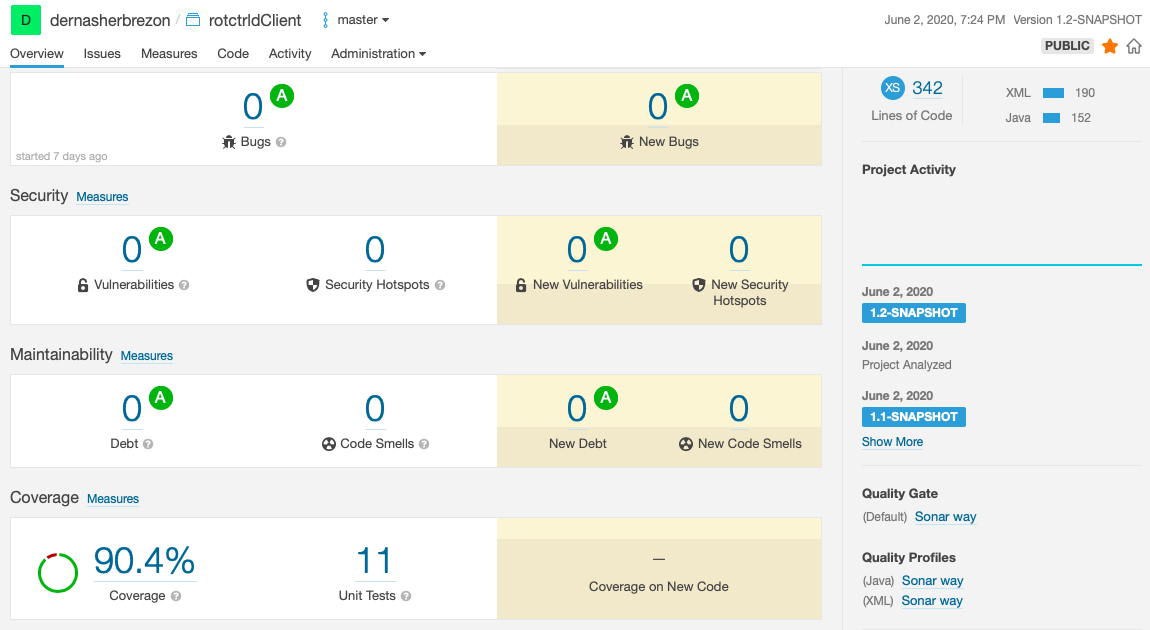 D dernasherbrezon / rotctrldClient master
June 2, 2020, 7:24 PM Version 1.2-SNAPSHOT
Overview Issues Measures Code Activity Administration
PUBLIC
0 A
Bugs ?
started 7 days ago
0 A
New Bugs
Security Measures
0 A
Vulnerabilities ?
0
Security Hotspots ?
0 A
New Vulnerabilities
0
New Security
Hotspots
Maintainability Measures
0 A
Debt ?
0
Code Smells ?
0 A
New Debt
0
New Code Smells
Coverage Measures
90.4%
Coverage ?
11
Unit Tests ?
—
Coverage on New Code
XS 342
Lines of Code
XML 190
Java 152
Project Activity
June 2, 2020
1.2-SNAPSHOT
June 2, 2020
Project Analyzed
June 2, 2020
1.1-SNAPSHOT
Show More
Quality Gate
(Default) Sonar way
Quality Profiles
(Java) Sonar way
(XML) Sonar way